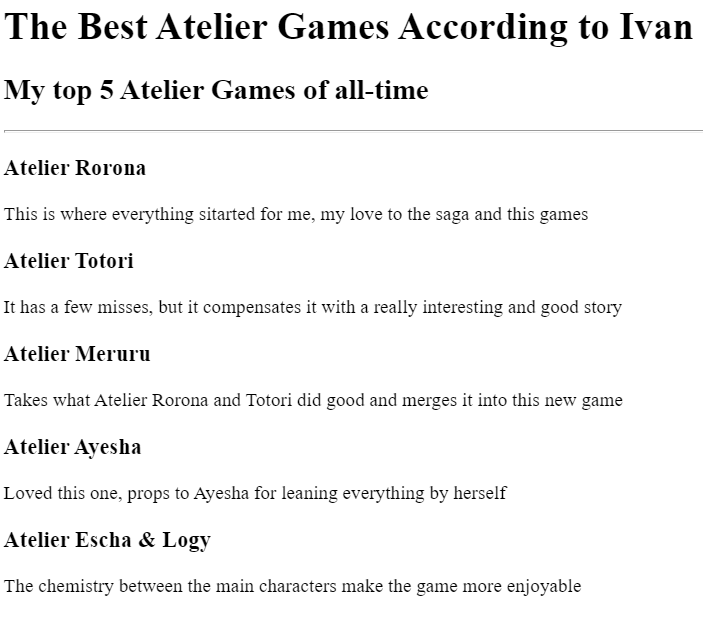 The Best Atelier Games According to Ivan
My top 5 Atelier Games of all-time
Atelier Rorona
This is where everything sitarted for me, my love to the saga and this games
Atelier Totori
It has a few misses, but it compensates it with a really interesting and good story
Atelier Meruru
Takes what Atelier Rorona and Totori did good and merges it into this new game
Atelier Ayesha
Loved this one, props to Ayesha for leaning everything by herself
Atelier Escha & Logy
The chemistry between the main characters make the game more enjoyable